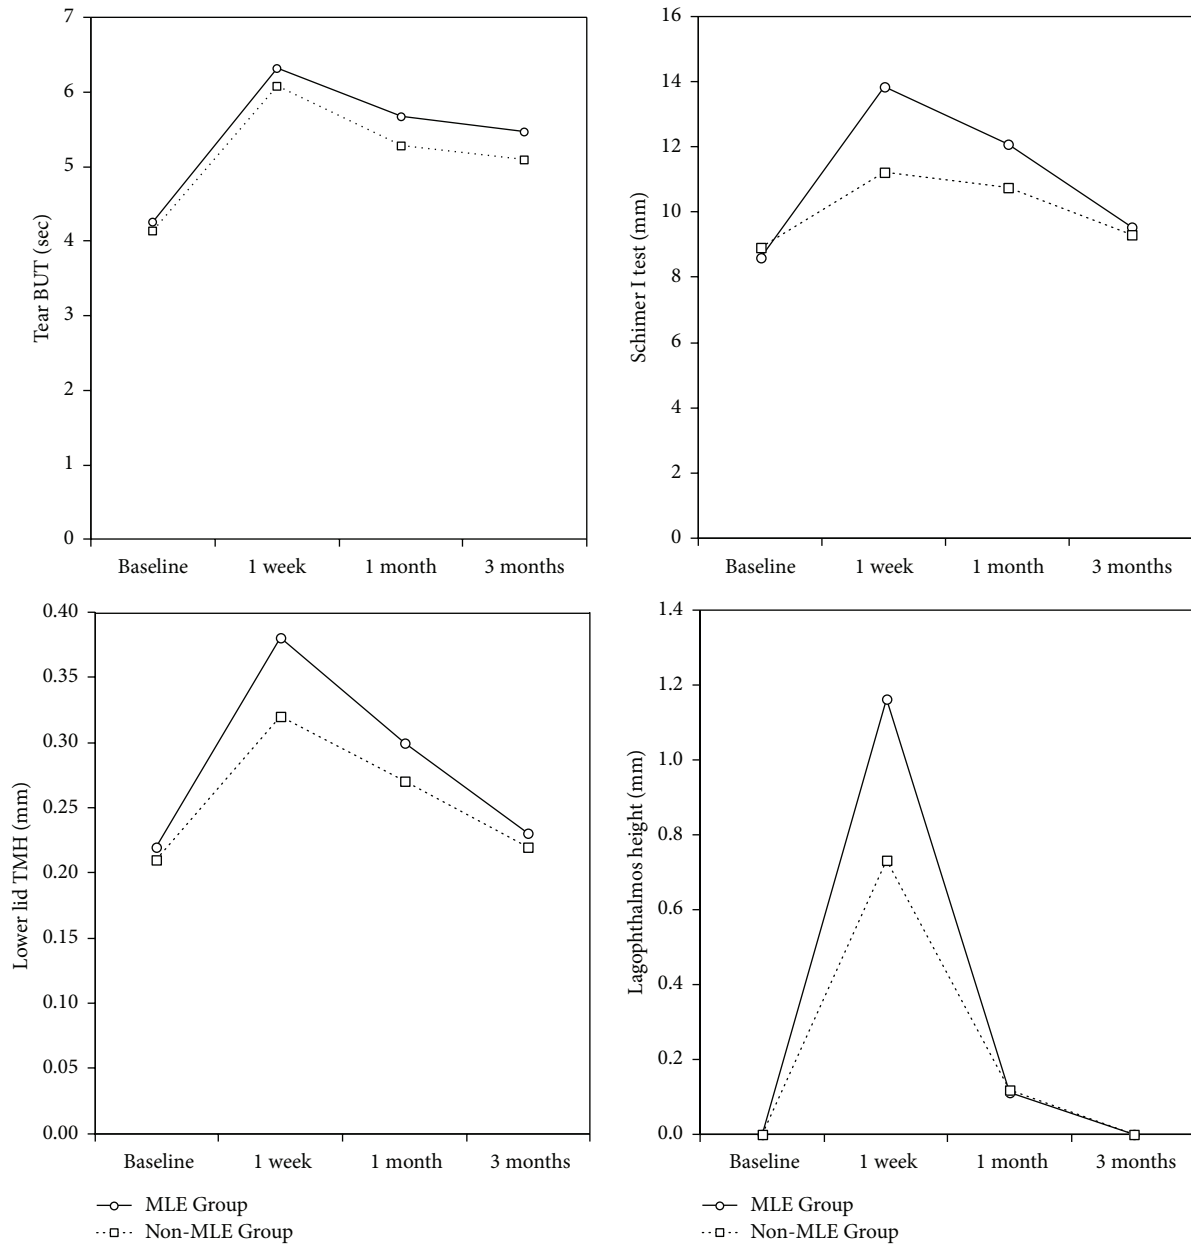 7
6
5
4
3
2
1
0
Tear BUT (sec)
Baseline 1 week 1 month 3 months
16
14
12
10
8
6
4
2
0
Schimer I test (mm)
Baseline 1 week 1 month 3 months
0.40
0.35
0.30
0.25
0.20
0.15
0.10
0.05
0.00
Lower lid TMH (mm)
Baseline 1 week 1 month 3 months
MLE Group
Non-MLE Group
1.4
1.2
1.0
0.8
0.6
0.4
0.2
0.0
Lagophthalmos height (mm)
Baseline 1 week 1 month 3 months
MLE Group
Non-MLE Group